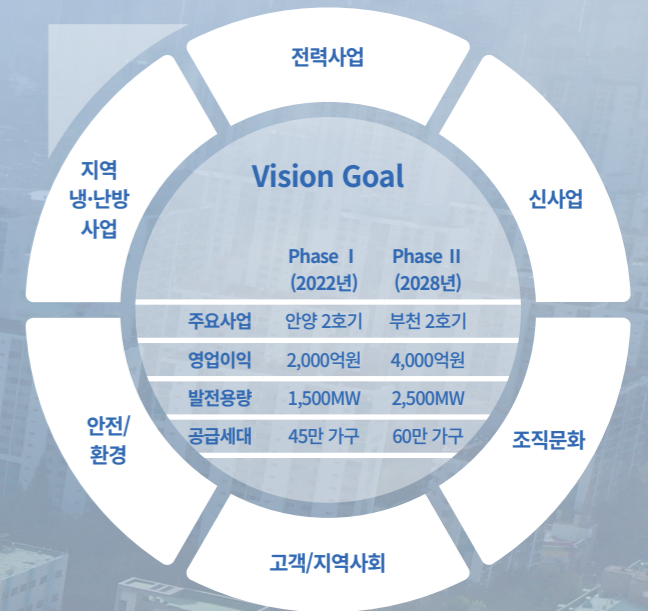 전력사업
지역
냉·난방
사업
신사업
Vision Goal
Phase Ⅰ Phase Ⅱ
(2022년) (2028년)
주요사업 안양 2호기 부천 2호기
영업이익 2,000억원 4,000억원
발전용량 1,500MW 2,500MW
공급세대 45만 가구 60만 가구
안전/
환경
조직문화
고객/지역사회